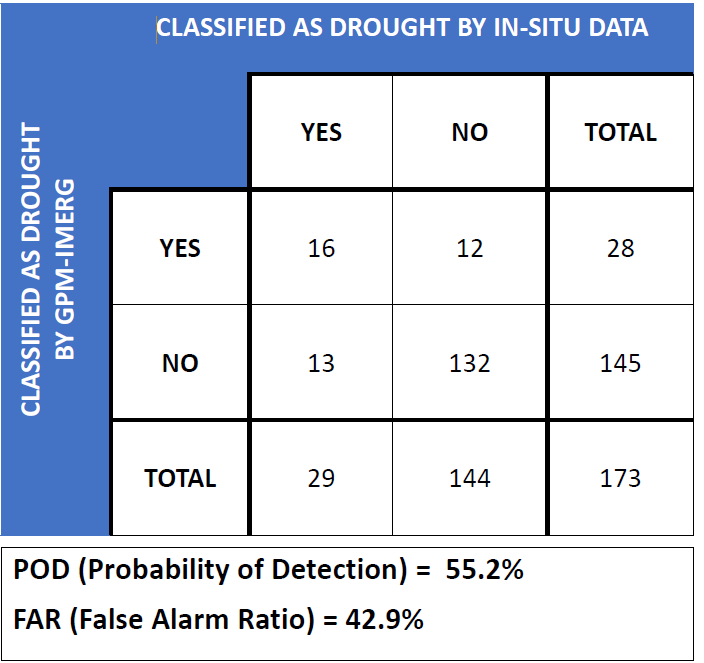 CLASSIFIED AS DROUGHT BY IN-SITU DATA
CLASSIFIED AS DROUGHT
BY GPM-IMERG
YES NO TOTAL
YES 16 12 28
NO 13 132 145
TOTAL 29 144 173
POD (Probability of Detection) = 55.2%
FAR (False Alarm Ratio) = 42.9%